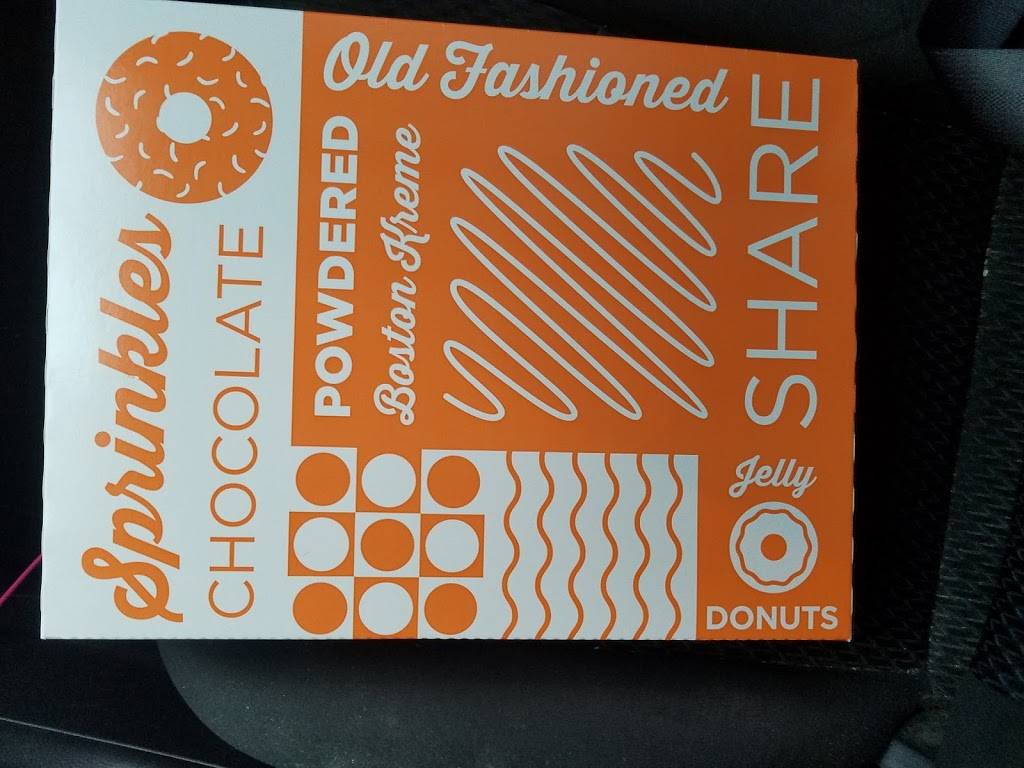 Old Fashioned
Sprinkles
CHOCOLATE
POWDERED
Boston Kreme
SHARE
Jelly
DONUTS